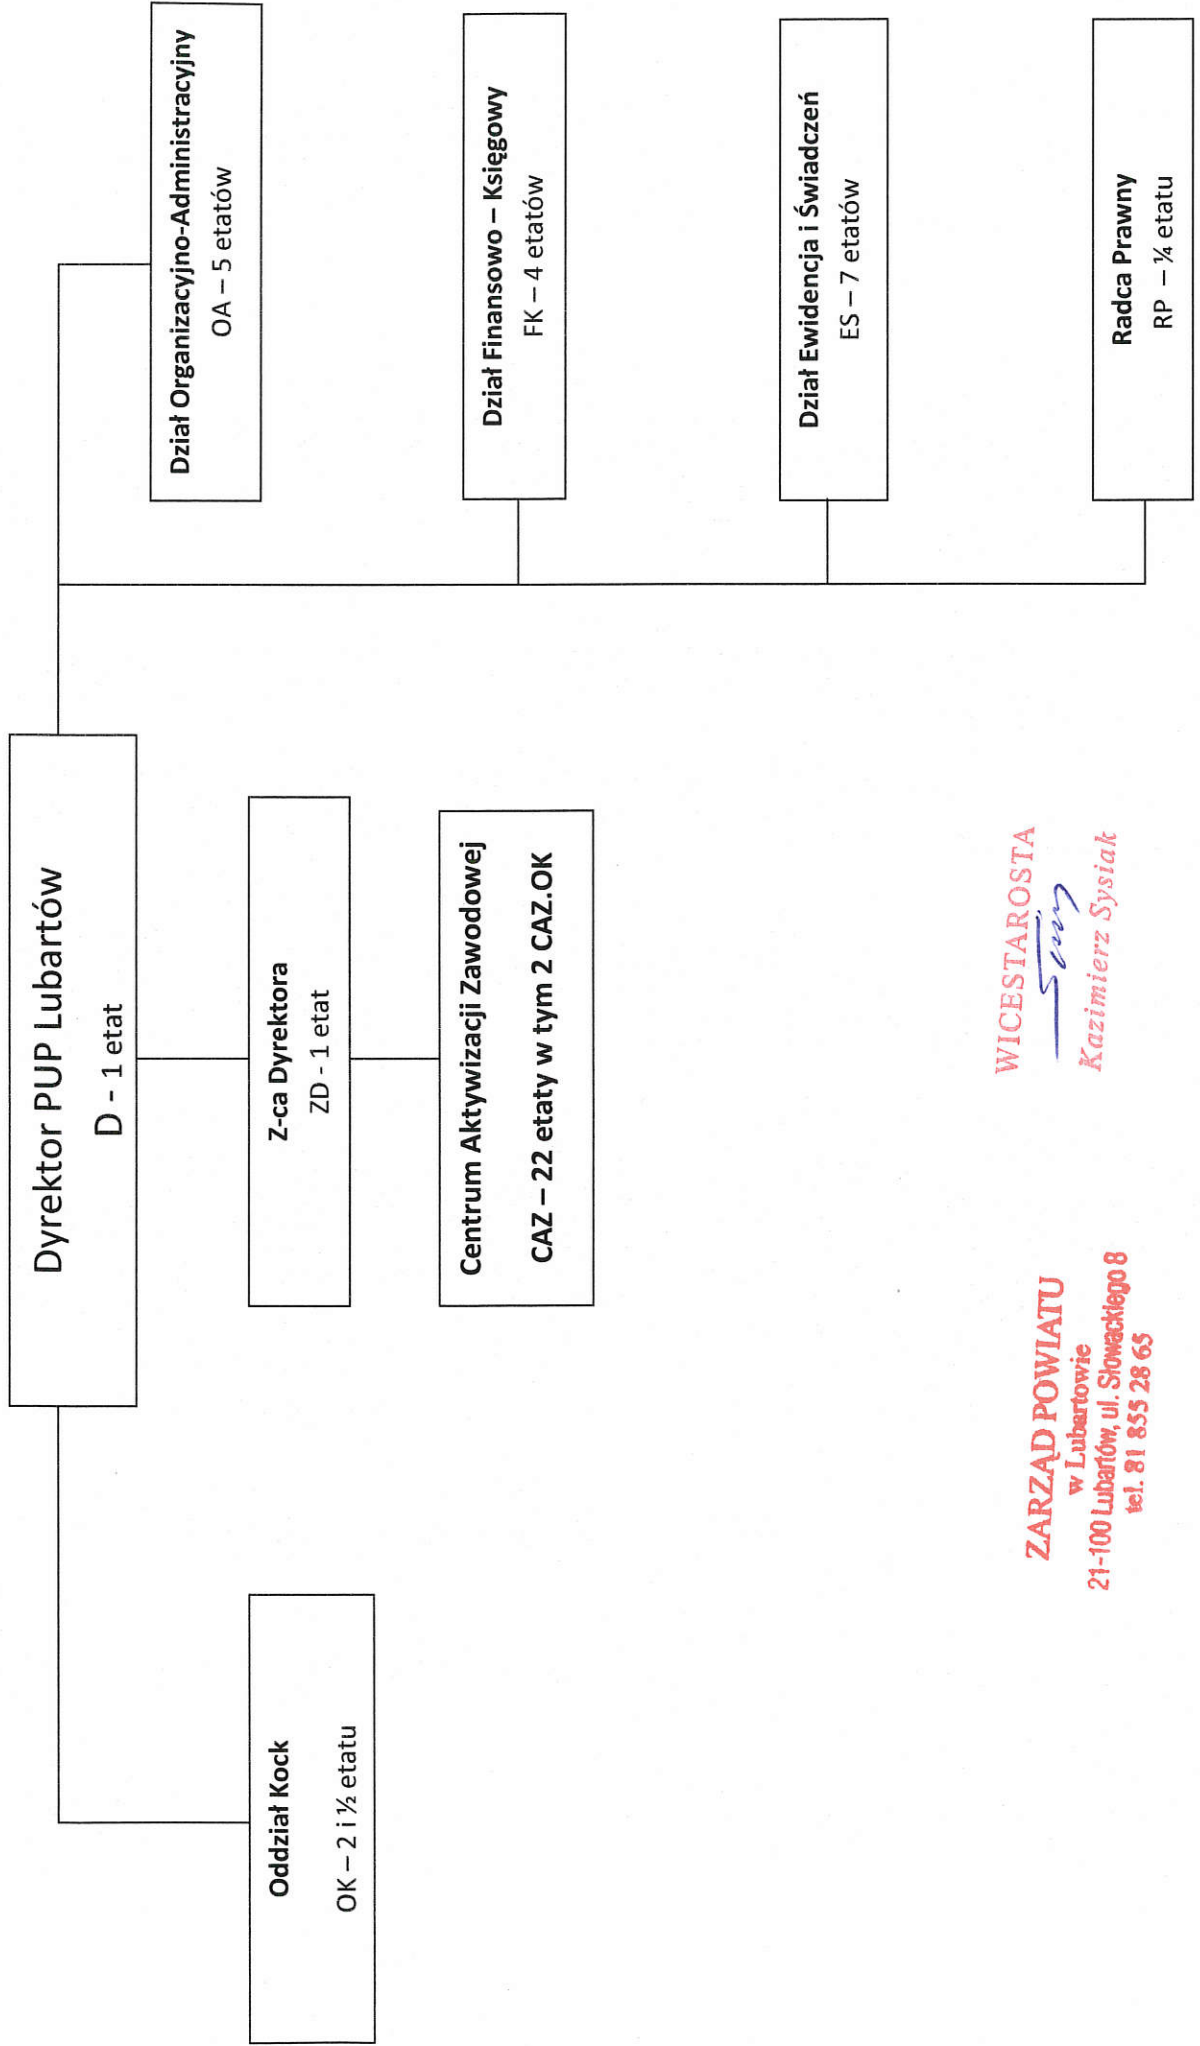 Dyrektor PUP Lubartów
D - 1 etat
Oddział Kock
OK – 2 i ½ etatu
Z-ca Dyrektora
ZD - 1 etat
Centrum Aktywizacji Zawodowej
CAZ – 22 etaty w tym 2 CAZ.OK
Dział Organizacyjno-Administracyjny
OA – 5 etatów
Dział Finansowo – Księgowy
FK – 4 etatów
Dział Ewidencja i Świadczeń
ES – 7 etatów
Radca Prawny
RP – ¼ etatu
ZARZĄD POWIATU
w Lubartowie
21-100 Lubartów, ul. Słowackiego 8
tel. 81 855 28 65
WICESTAROSTA
Kazimierz Sysiak